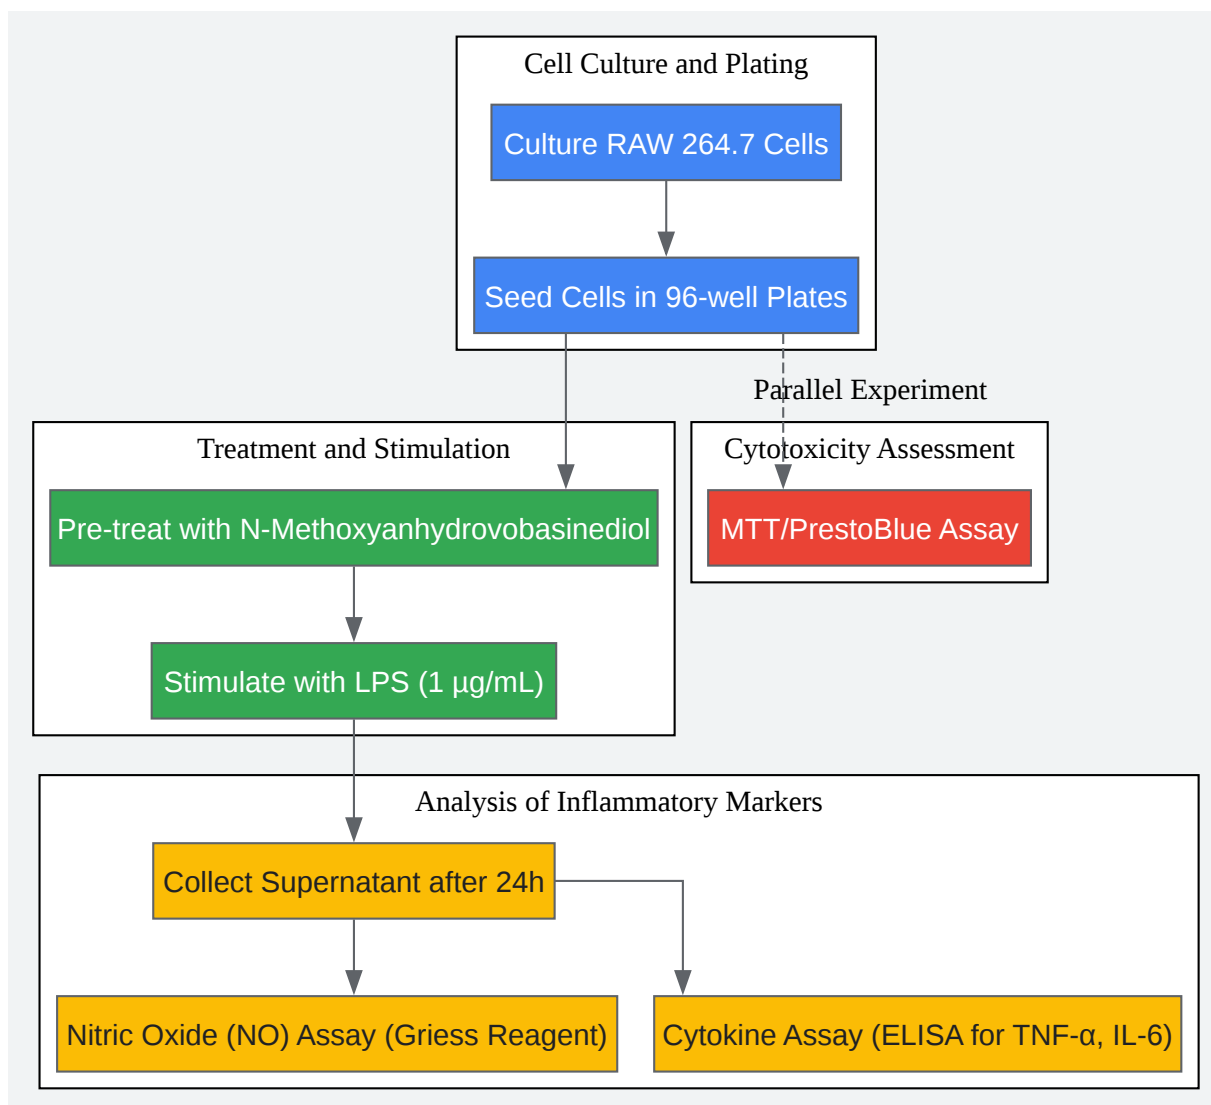 Cell Culture and Plating
Culture RAW 264.7 Cells
Seed Cells in 96-well Plates
Parallel Experiment
Treatment and Stimulation
Cytotoxicity Assessment
Pre-treat with N-Methoxyanhydrovobasinediol
MTT/PrestoBlue Assay
Stimulate with LPS (1 µg/mL)
Analysis of Inflammatory Markers
Collect Supernatant after 24h
Nitric Oxide (NO) Assay (Griess Reagent)
Cytokine Assay (ELISA for TNF-α, IL-6)